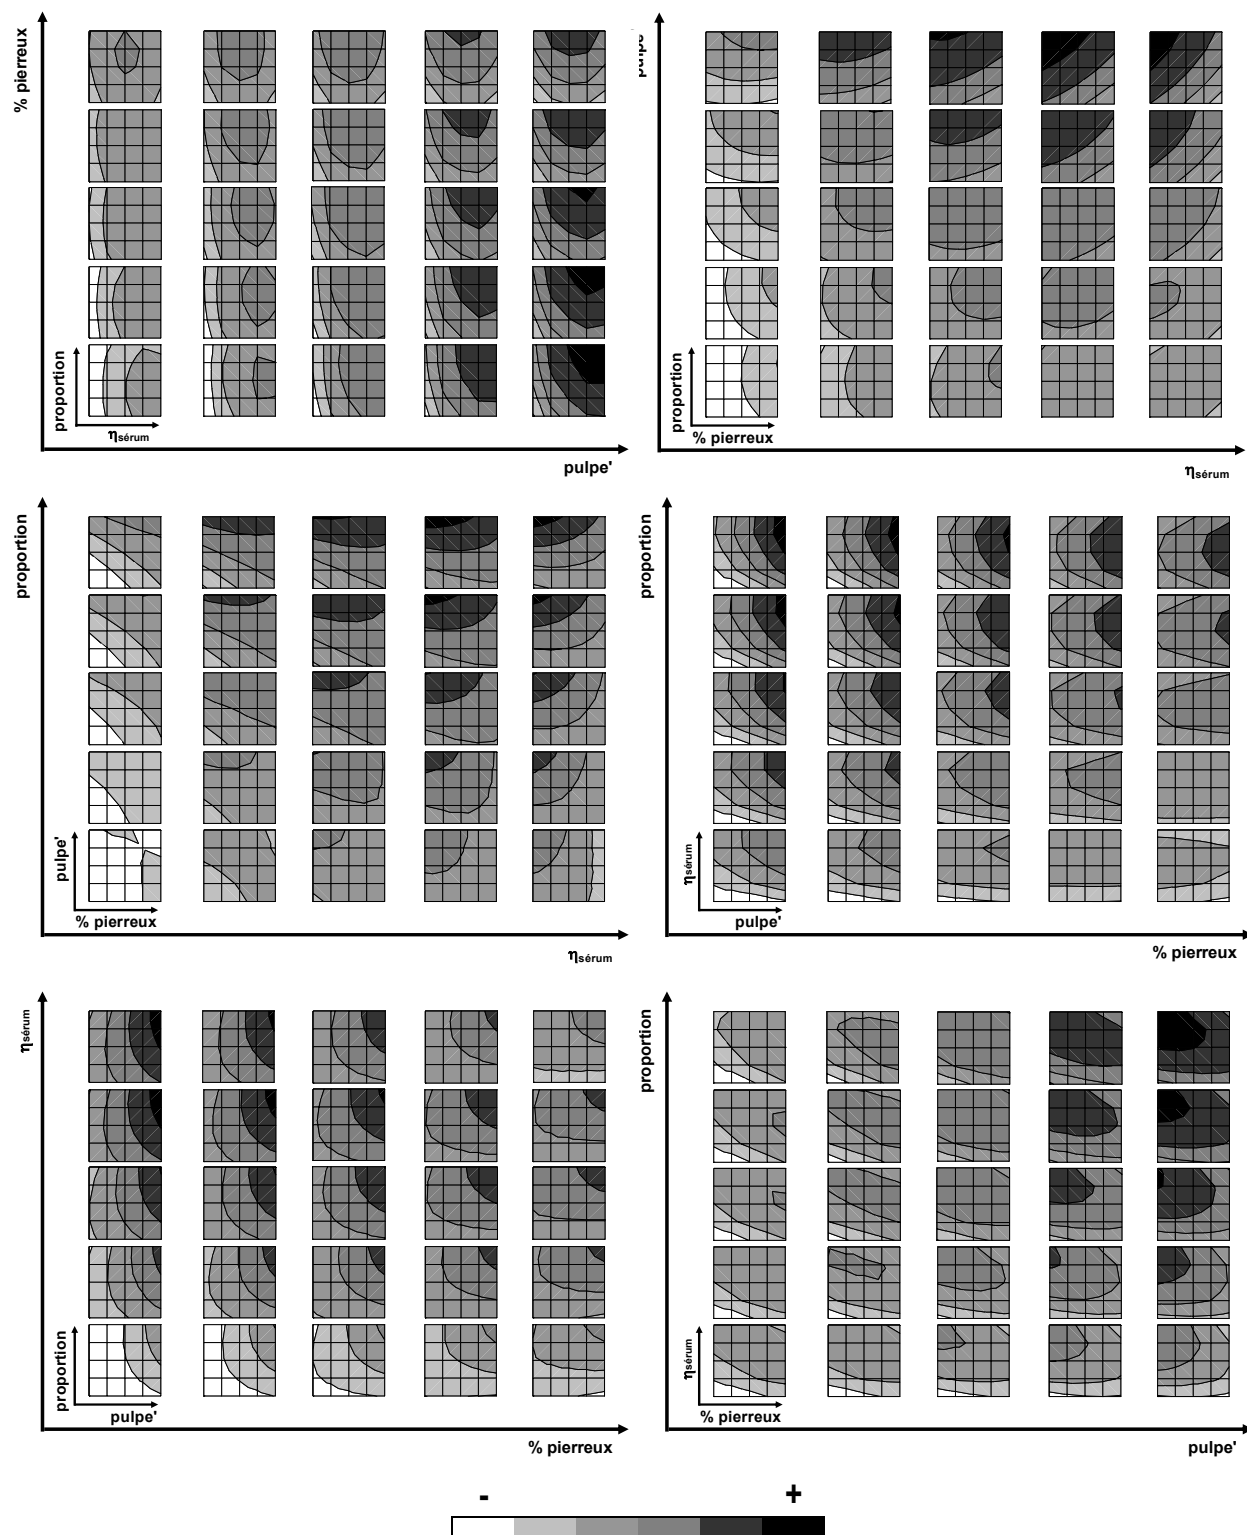 % pierreux
proportion
ηsérum
pulpe'
pulpe'
proportion
% pierreux
ηsérum
proportion
pulpe'
% pierreux
ηsérum
proportion
ηsérum
pulpe'
% pierreux
ηsérum
proportion
pulpe'
% pierreux
proportion
ηsérum
% pierreux
pulpe'
- +